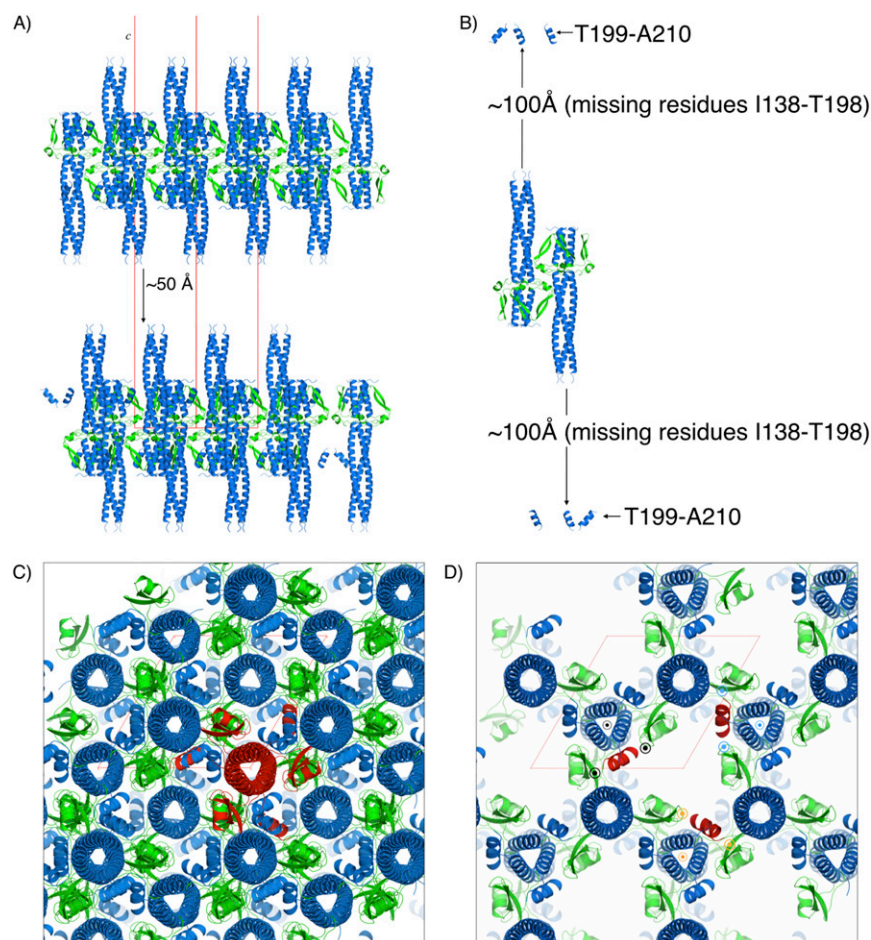 A)
c
~50 Å
B)
T199-A210
~100Å (missing residues I138-T198)
~100Å (missing residues I138-T198)
T199-A210
C)
D)